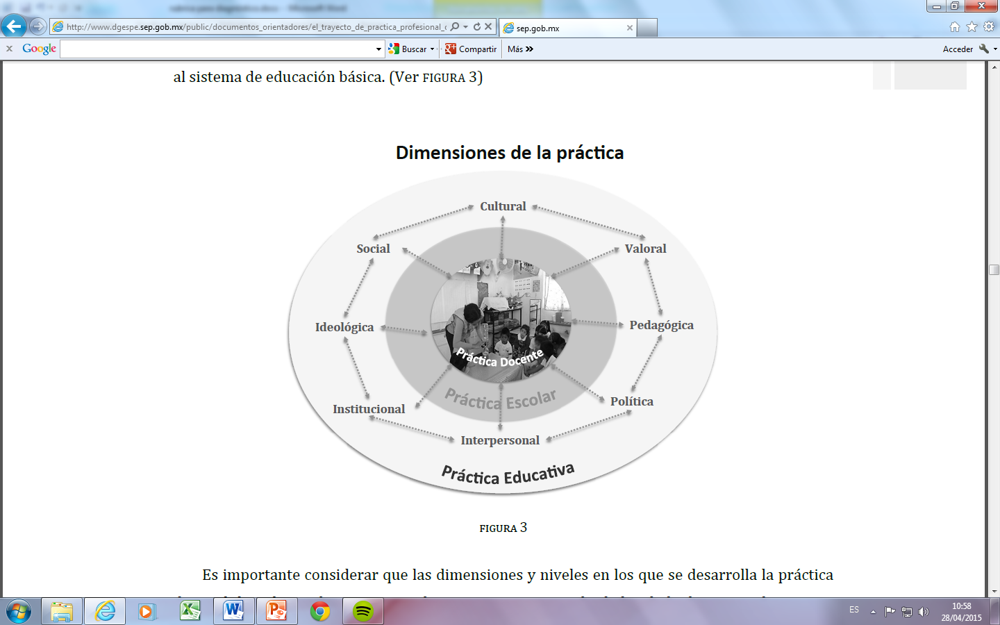 Microsoft Word
http://www.dgespe.sep.gob.mx/public/documentos_orientadores/el_trayecto_de_practica_profesional_c
sep.gob.mx
Google
Buscar
Compartir
Más
Acceder
al sistema de educación básica. (Ver FIGURA 3)
Dimensiones de la práctica
Cultural
Social
Valoral
Ideológica
Pedagógica
Práctica Docente
Práctica Escolar
Política
Institucional
Interpersonal
Práctica Educativa
FIGURA 3
Es importante considerar que las dimensiones y niveles en los que se desarrolla la práctica
ES
10:58
28/04/2015